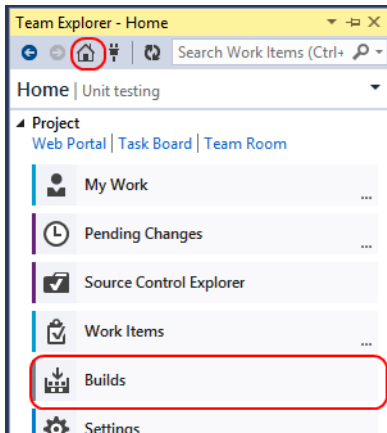 Team Explorer - Home
Search Work Items (Ctrl+
Home | Unit testing
Project
Web Portal | Task Board | Team Room
My Work
...
Pending Changes
...
Source Control Explorer
Work Items
...
Builds
Settings